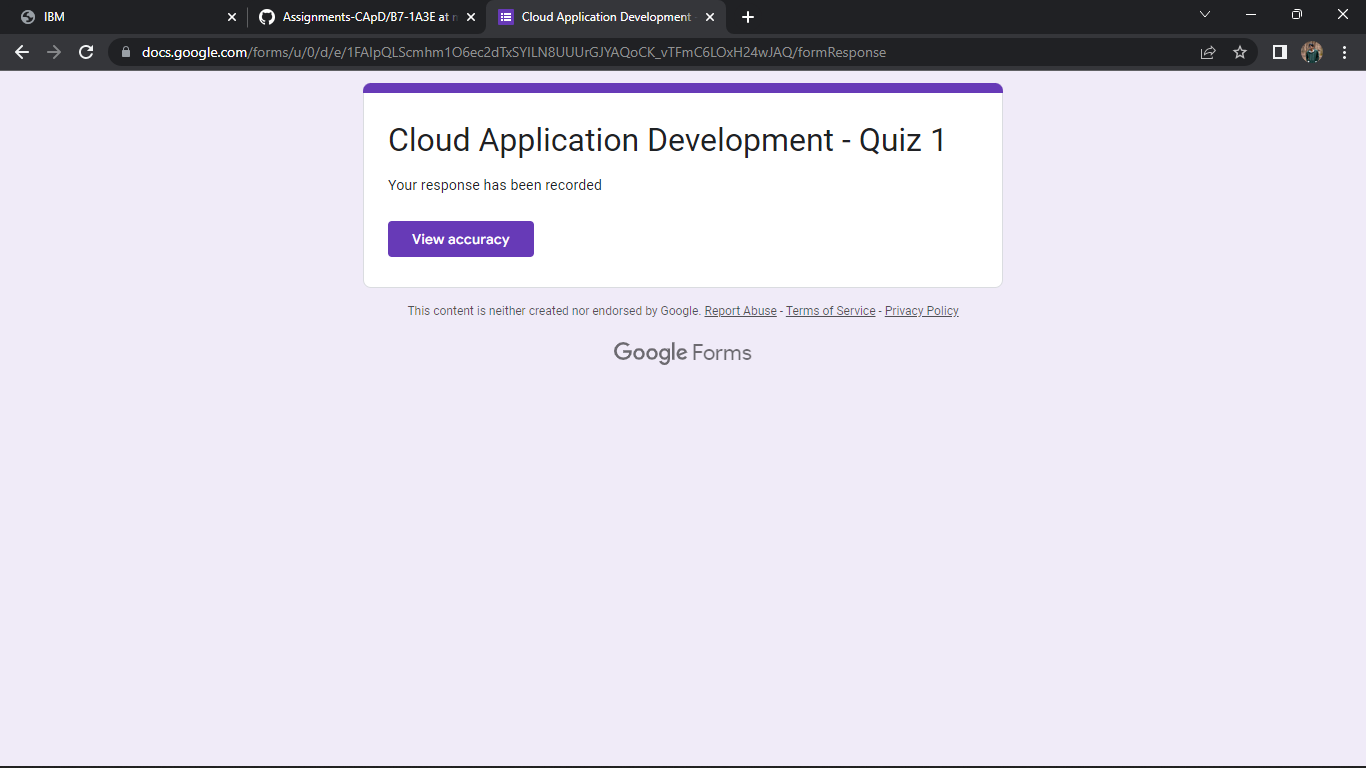 IBM
Assignments-CApD/B7-1A3E at
Cloud Application Development
docs.google.com/forms/u/0/d/e/1FAIpQLScmhm1O6ec2dTxSYILN8UUUrGJYAQoCK_vTFmC6LOxH24wJAQ/formResponse
Cloud Application Development - Quiz 1
Your response has been recorded
View accuracy
This content is neither created nor endorsed by Google. Report Abuse - Terms of Service - Privacy Policy
Google Forms